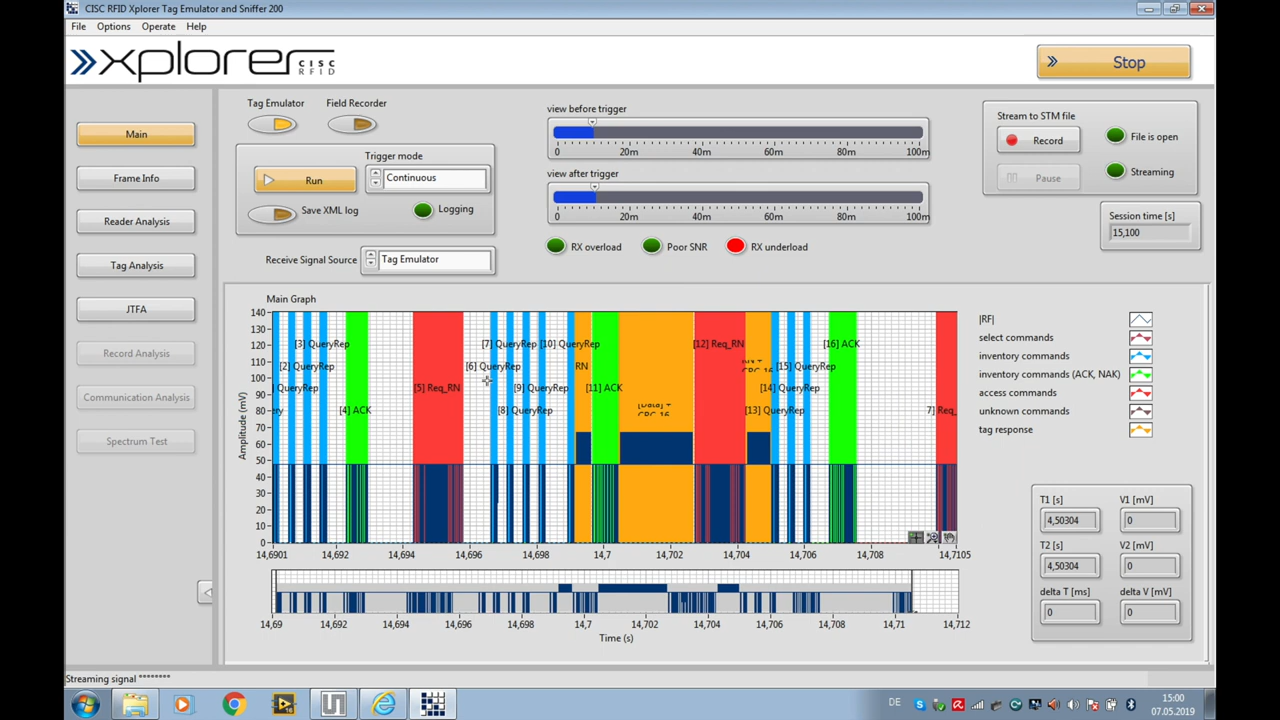 CISC RFID Xplorer Tag Emulator and Sniffer 200
File Options Operate Help
xplorer CISC RFID
Stop
Main
Frame Info
Reader Analysis
Tag Analysis
JTFA
Record Analysis
Communication Analysis
Spectrum Test
Tag Emulator Field Recorder
Trigger mode
Run
Continuous
Save XML log
Logging
Receive Signal Source
Tag Emulator
view before trigger
0 20m 40m 60m 80m 100m
view after trigger
0 20m 40m 60m 80m 100m
RX overload Poor SNR RX underload
Stream to STM file
Record
File is open
Pause
Streaming
Session time [s]
15,100
Main Graph
Amplitude (mV)
140
130
120
110
100
90
80
70
60
50
40
30
20
10
0
[3] QueryRep [7] QueryRep [10] QueryRep [12] Req_RN [16] ACK
[2] QueryRep [6] QueryRep RN [15] QueryRep
QueryRep [5] Req_RN [9] QueryRep [11] ACK [14] QueryRep
ery [4] ACK [8] QueryRep [13] QueryRep 7] Req_
14,6901 14,692 14,694 14,696 14,698 14,7 14,702 14,704 14,706 14,708 14,7105
14,69 14,692 14,694 14,696 14,698 14,7 14,702 14,704 14,706 14,708 14,71 14,712
Time (s)
|RF|
select commands
inventory commands
inventory commands (ACK, NAK)
access commands
unknown commands
tag response
T1 [s] V1 [mV]
4,50304 0
T2 [s] V2 [mV]
4,50304 0
delta T [ms] delta V [mV]
0 0
Streaming signal ********
DE
15:00
07.05.2019